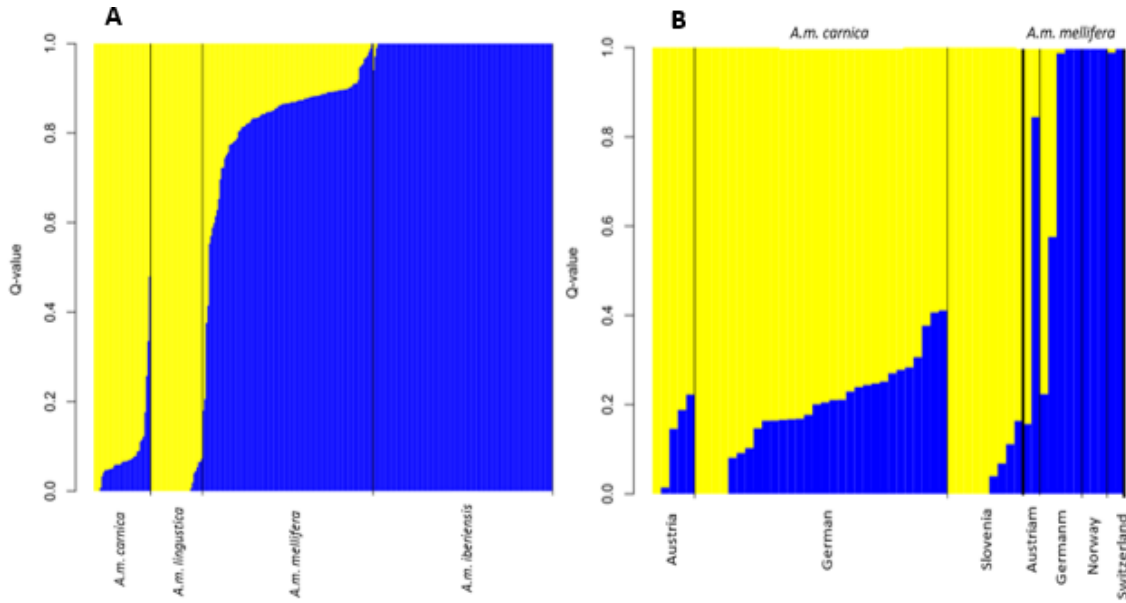 A
B
A.m. carnica
A.m. mellifera
Q-value
1.0
0.8
0.6
0.4
0.2
0.0
A.m. carnica
A.m. lingustica
A.m. mellifera
A.m. iberiensis
Q-value
1.0
0.8
0.6
0.4
0.2
0.0
Austria
German
Slovenia
Austriam
Germanm
Norway
Switzerland